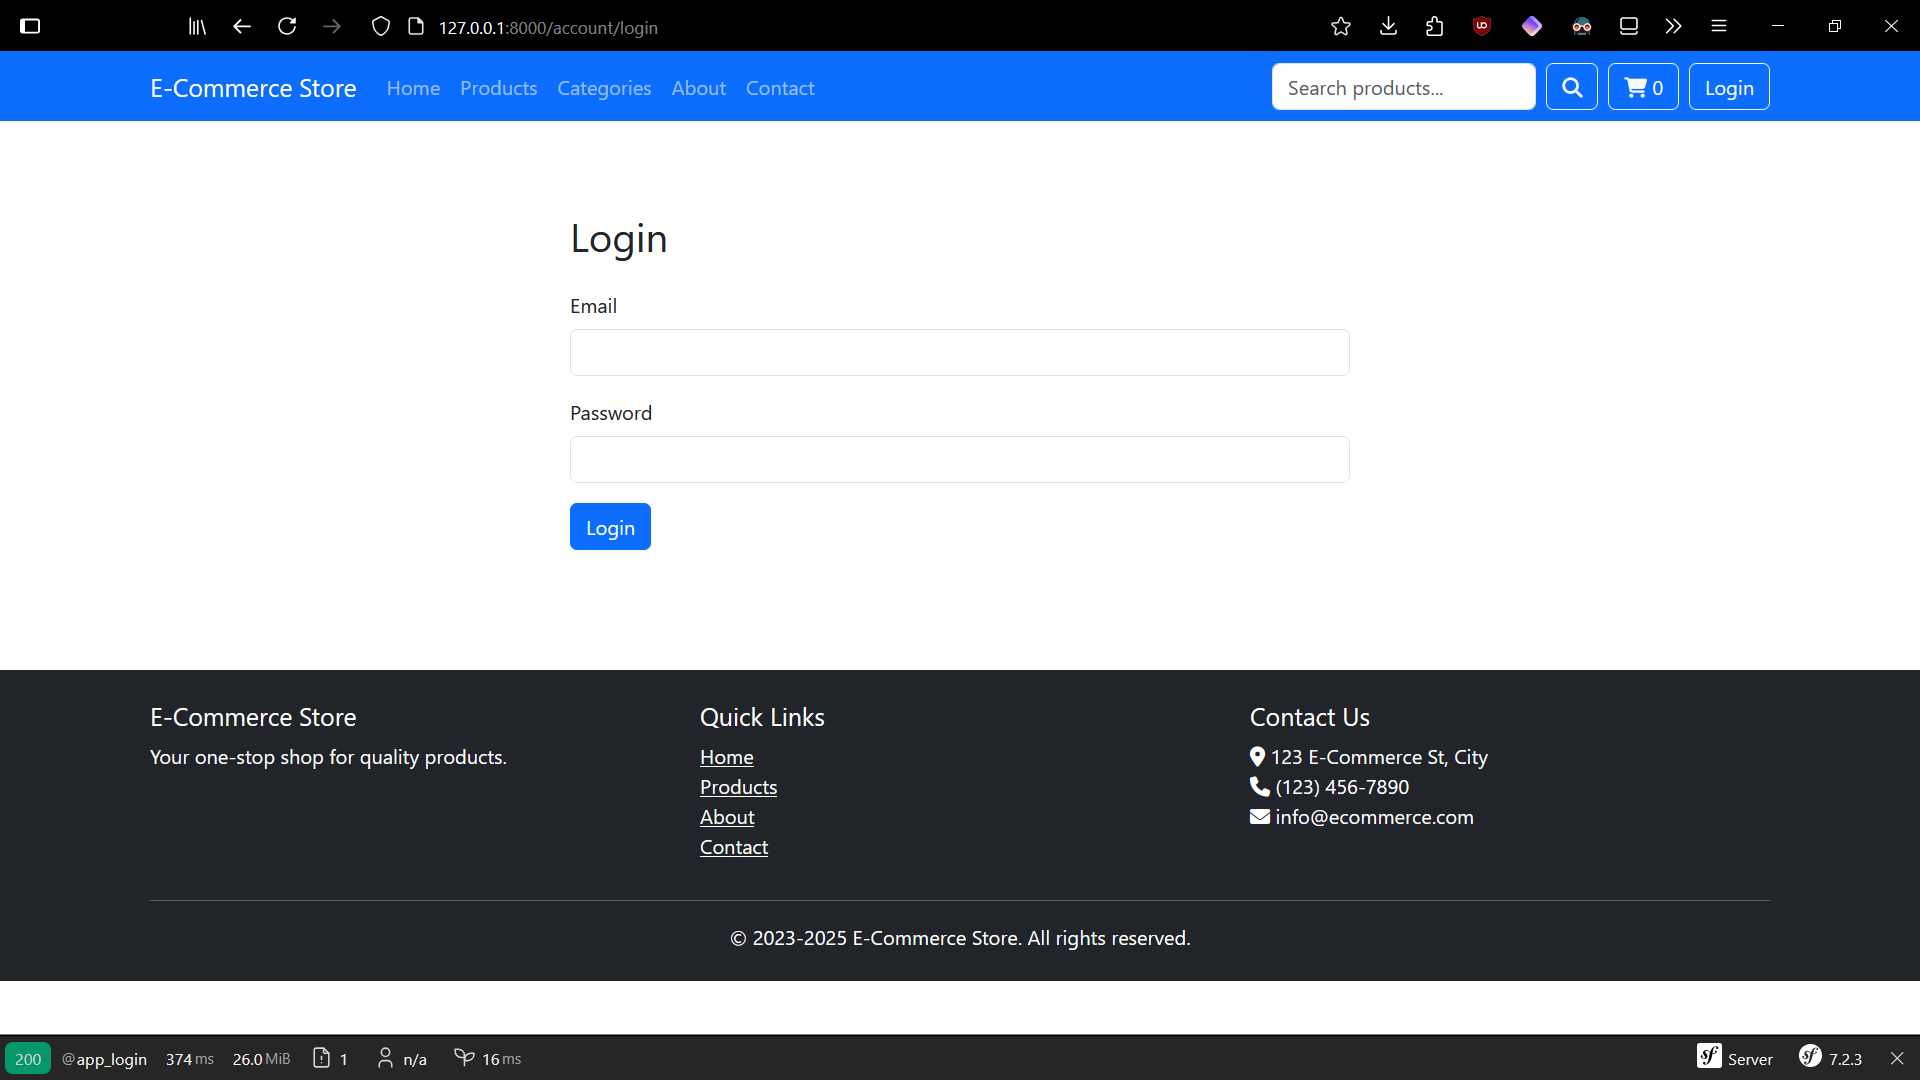 127.0.0.1:8000/account/login
E-Commerce Store Home Products Categories About Contact Search products... 0 Login
Login
Email
Password
Login
E-Commerce Store
Your one-stop shop for quality products.
Quick Links
Home
Products
About
Contact
Contact Us
123 E-Commerce St, City
(123) 456-7890
info@ecommerce.com
© 2023-2025 E-Commerce Store. All rights reserved.
200 @app_login 374 ms 26.0 MiB 1 n/a 16 ms sf Server sf 7.2.3